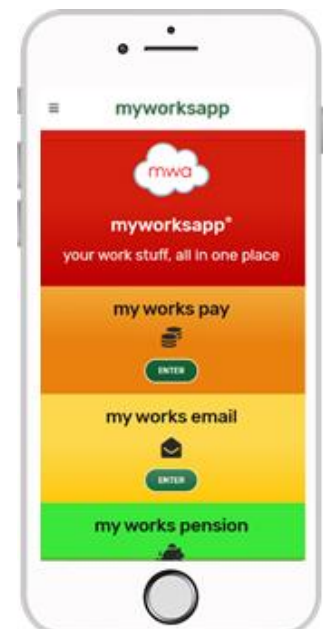 myworksapp
mwa
myworksapp®
your work stuff, all in one place
my works pay
ENTER
my works email
ENTER
my works pension